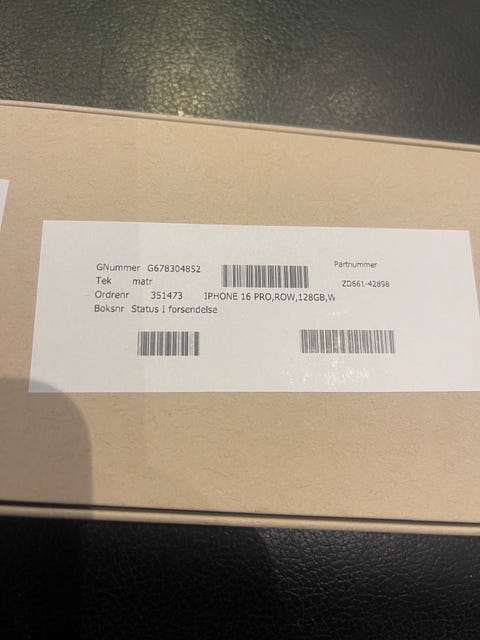 GNummer G678304852
Partnummer
Tek matr
ZD661-42898
Ordrenr 351473 IPHONE 16 PRO,ROW,128GB,W
Boksnr Status I forsendelse